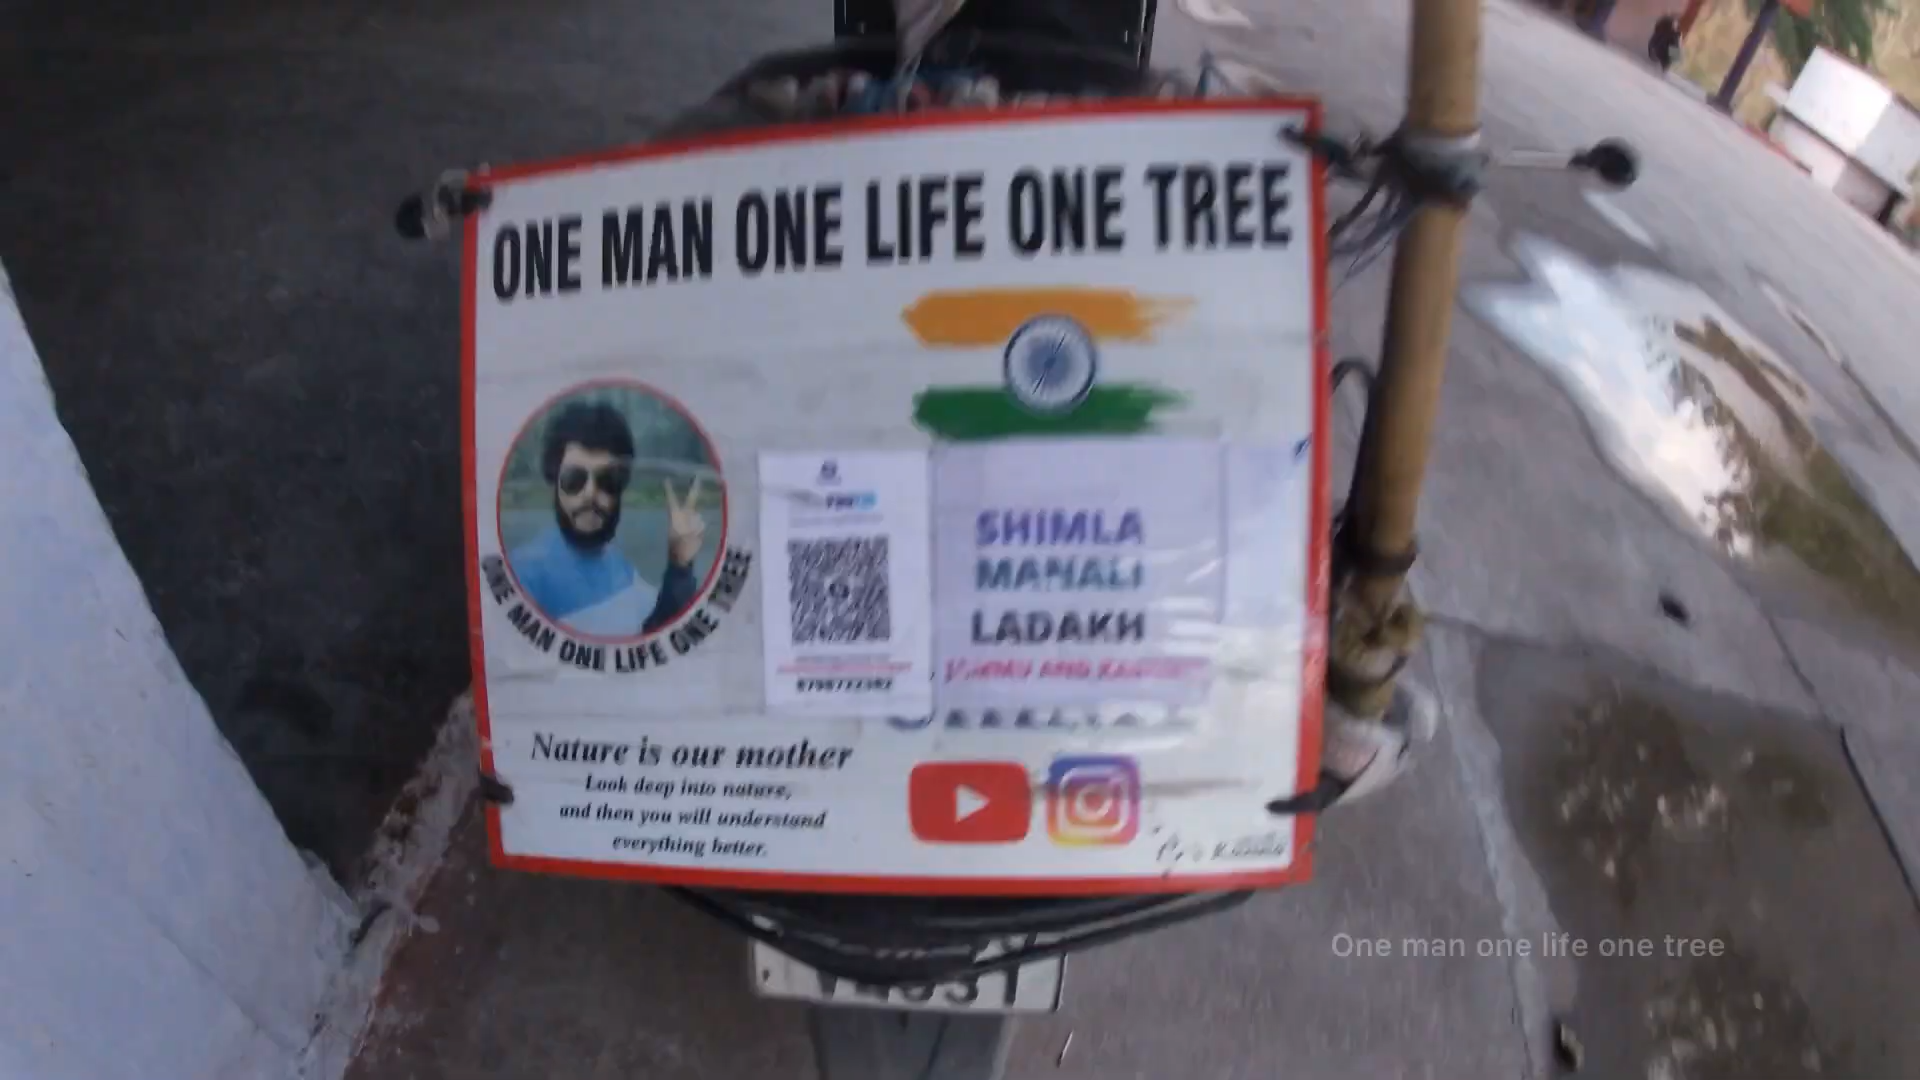 ONE MAN ONE LIFE ONE TREE
ONE MAN ONE LIFE ONE TREE
SHIMLA
MANALI
LADAKH
Nature is our mother
Look deep into nature,
and then you will understand
everything better.
One man one life one tree